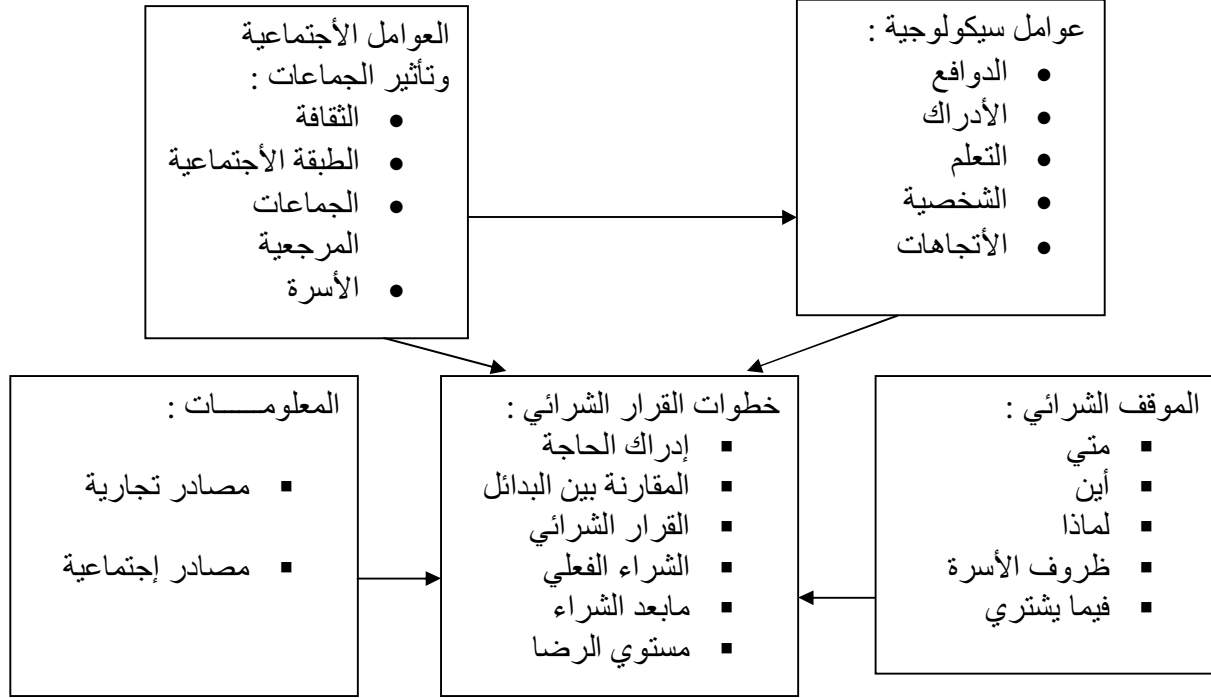 عوامل سيكولوجية :
• الدوافع
• الأدراك
• التعلم
• الشخصية
• الأتجاهات
العوامل الأجتماعية
وتأثير الجماعات :
• الثقافة
• الطبقة الأجتماعية
• الجماعات
المرجعية
• الأسرة
الموقف الشرائي :
▪ متي
▪ أين
▪ لماذا
▪ ظروف الأسرة
▪ فيما يشتري
خطوات القرار الشرائي :
▪ إدراك الحاجة
▪ المقارنة بين البدائل
▪ القرار الشرائي
▪ الشراء الفعلي
▪ مابعد الشراء
▪ مستوي الرضا
المعلومـــــات :
▪ مصادر تجارية
▪ مصادر إجتماعية